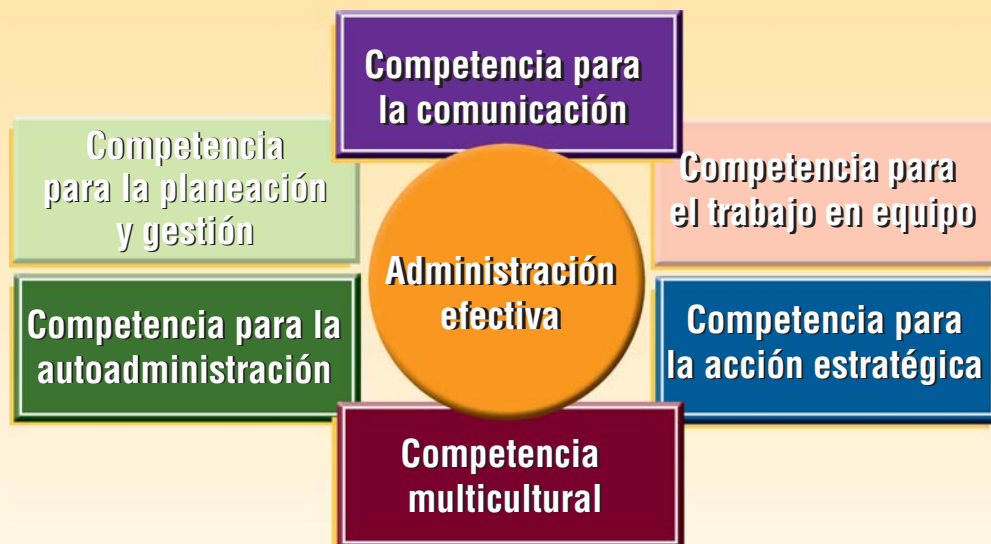 Competencia para
la comunicación
Competencia
para la planeación
y gestión
Competencia para
el trabajo en equipo
Administración
efectiva
Competencia para la
autoadministración
Competencia para
la acción estratégica
Competencia
multicultural